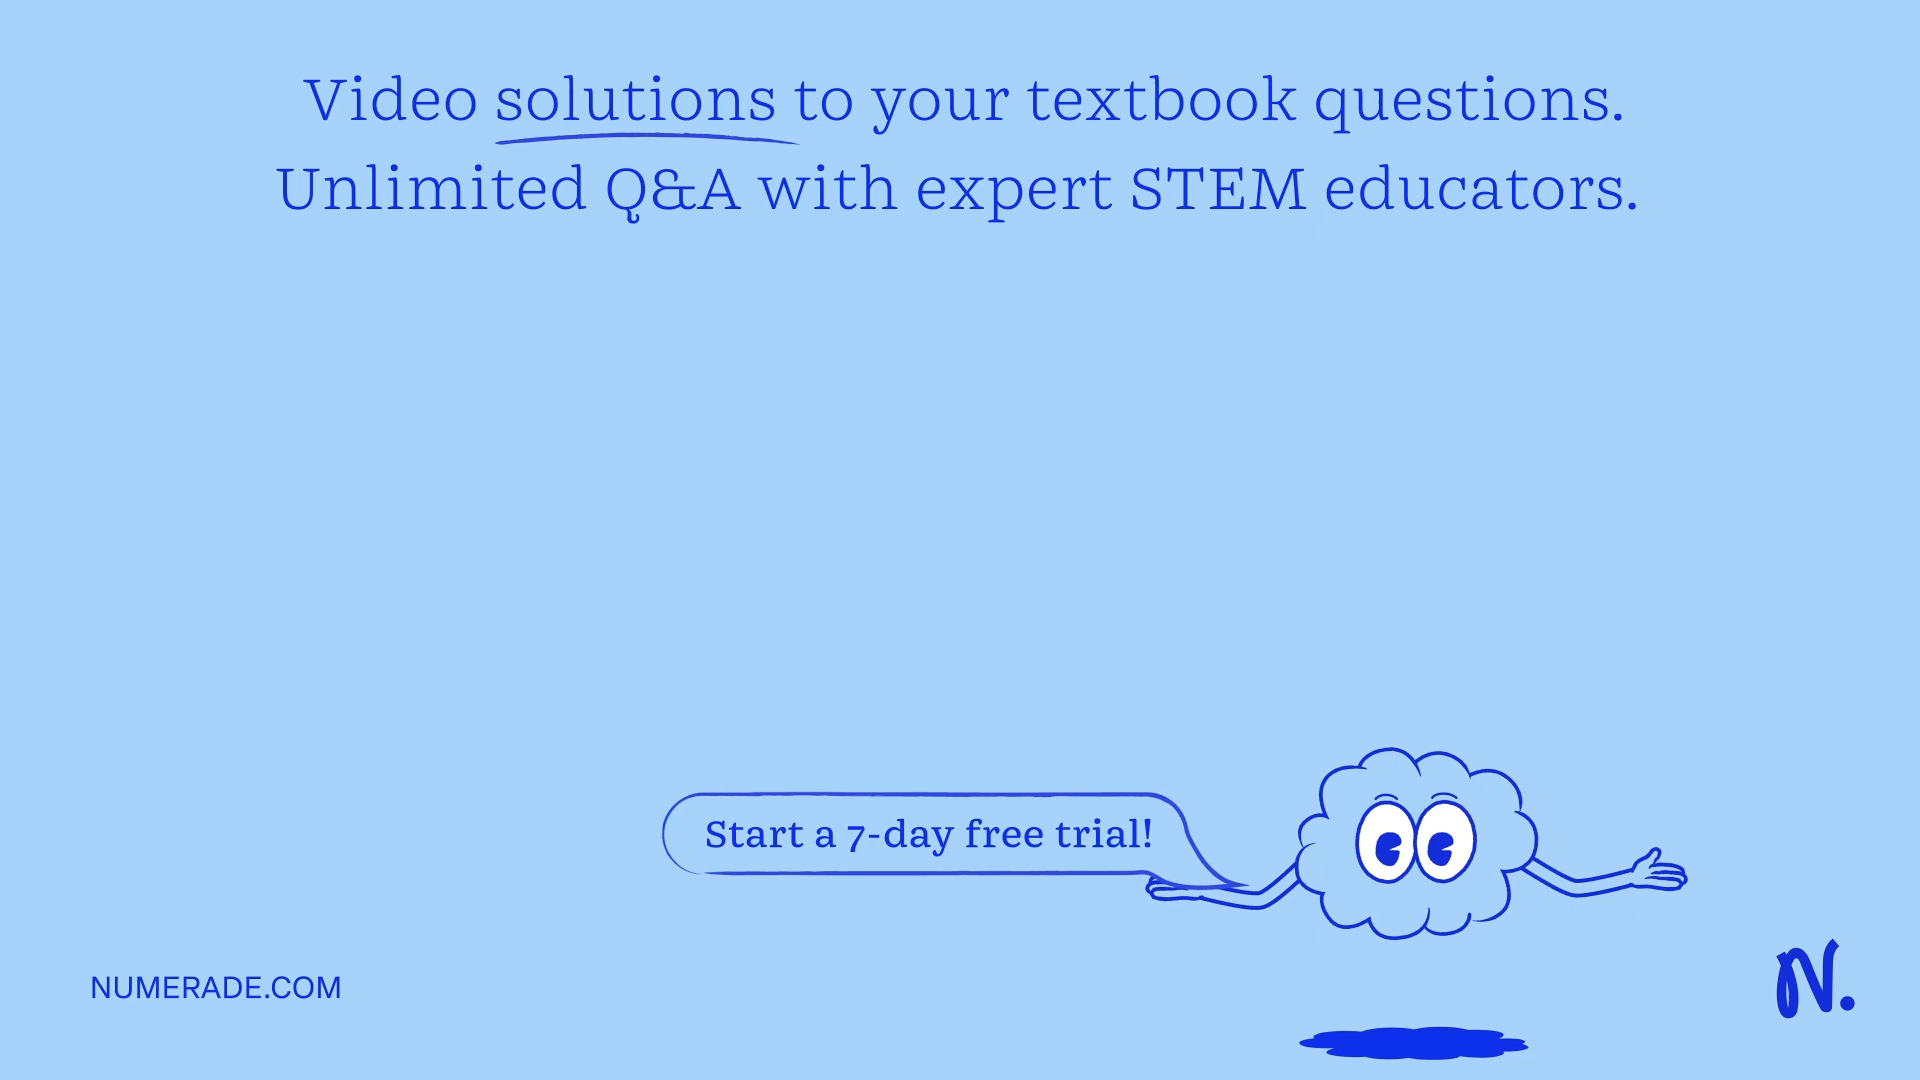 Video solutions to your textbook questions.
Unlimited Q&A with expert STEM educators.
Start a 7-day free trial!
NUMERADE.COM
N.